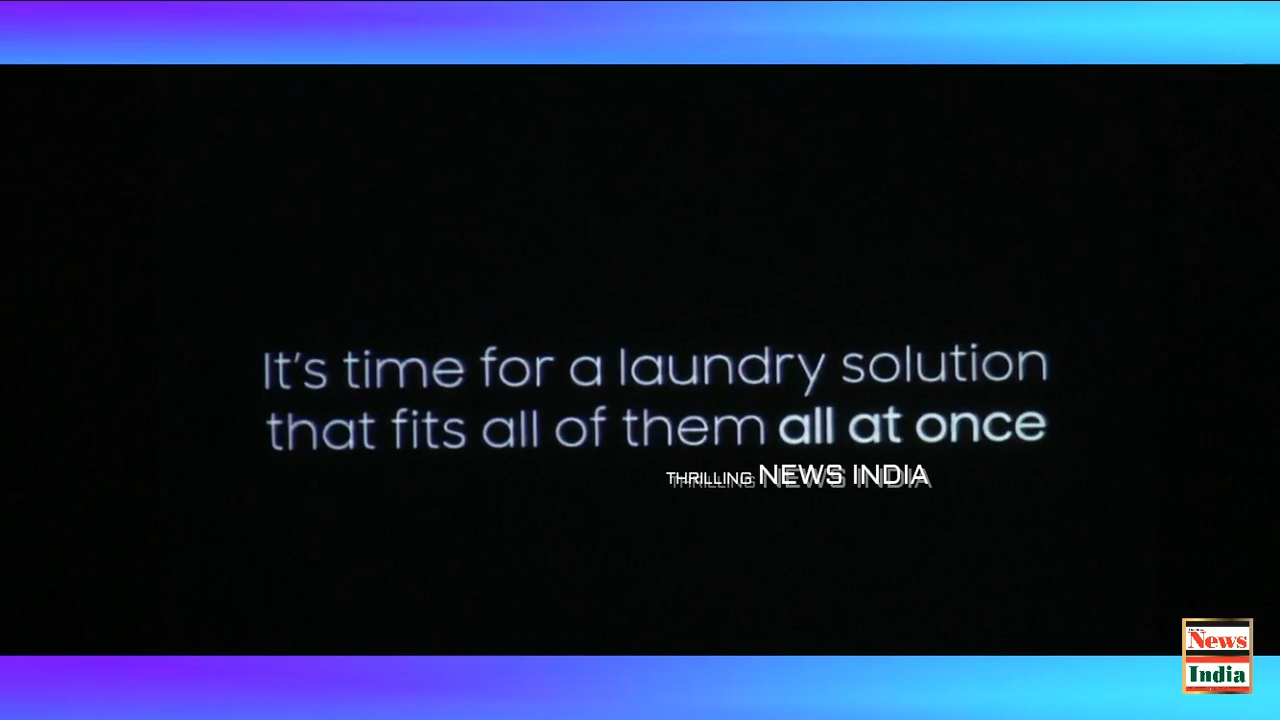 It's time for a laundry solution
that fits all of them all at once
THRILLING NEWS INDIA
News
India